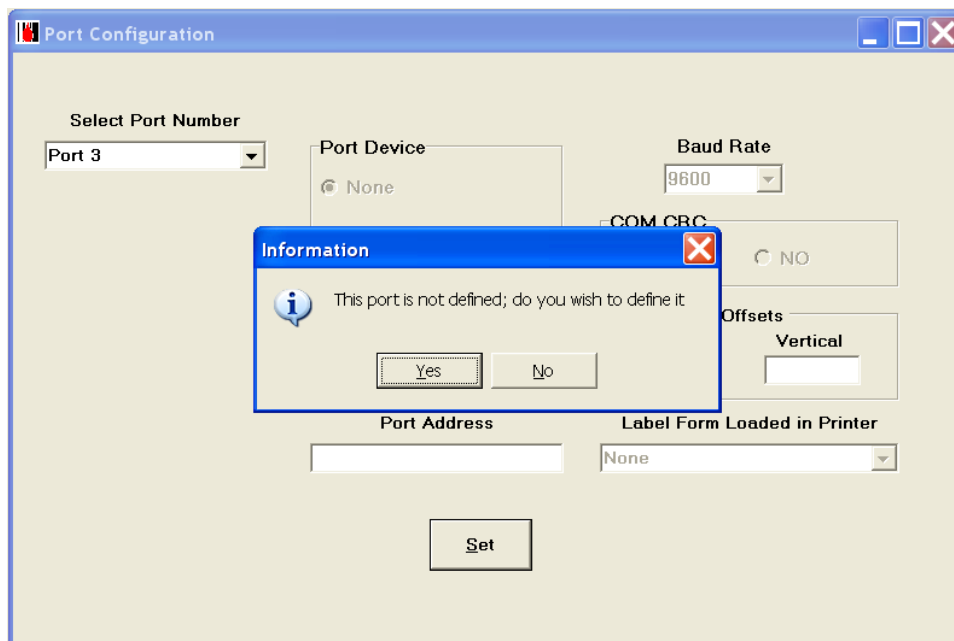 Port Configuration
Select Port Number
Port 3
Port Device
None
Baud Rate
9600
COM CRC
NO
Information
This port is not defined; do you wish to define it
Yes
No
Offsets
Vertical
Port Address
Label Form Loaded in Printer
None
Set